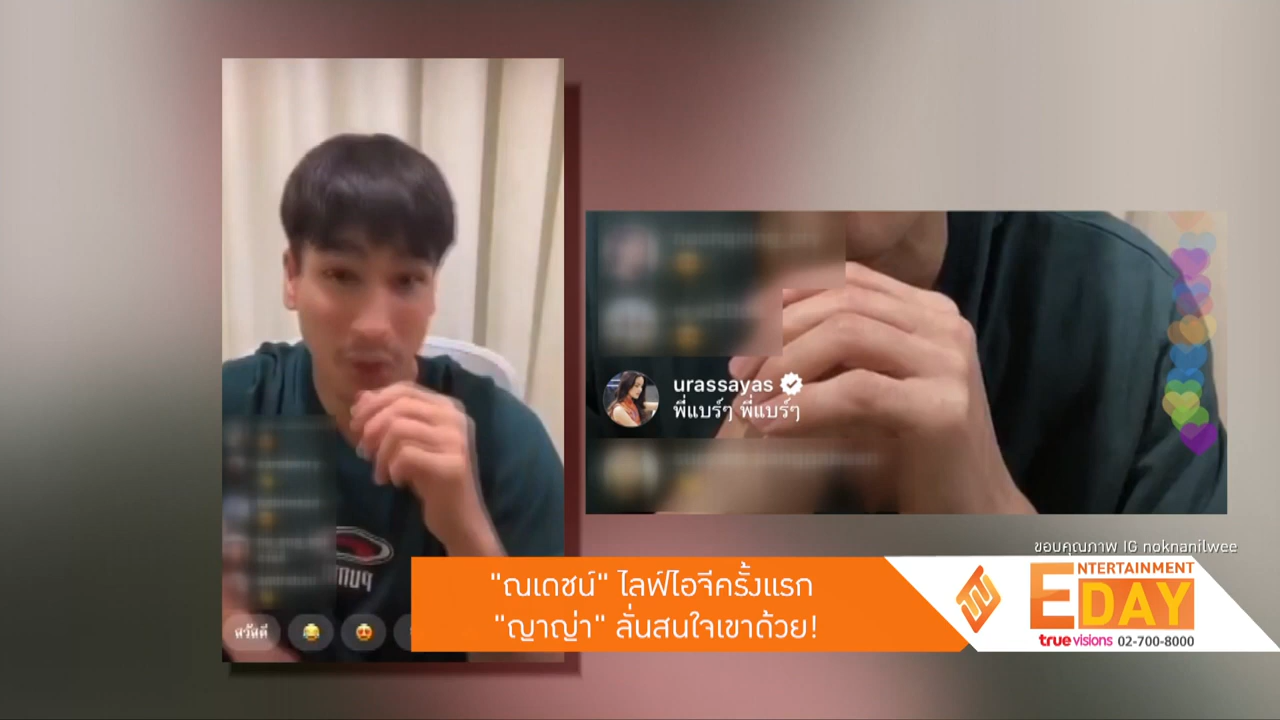 urassayas
พี่แบร์ๆ พี่แบร์ๆ
สวัสดี
ขอบคุณภาพ IG noknanilwee
"ณเดชน์" ไลฟ์ไอจีครั้งแรก
"ญาญ่า" ลั่นสนใจเขาด้วย!
ENTERTAINMENT
EDAY
truevisions 02-700-8000